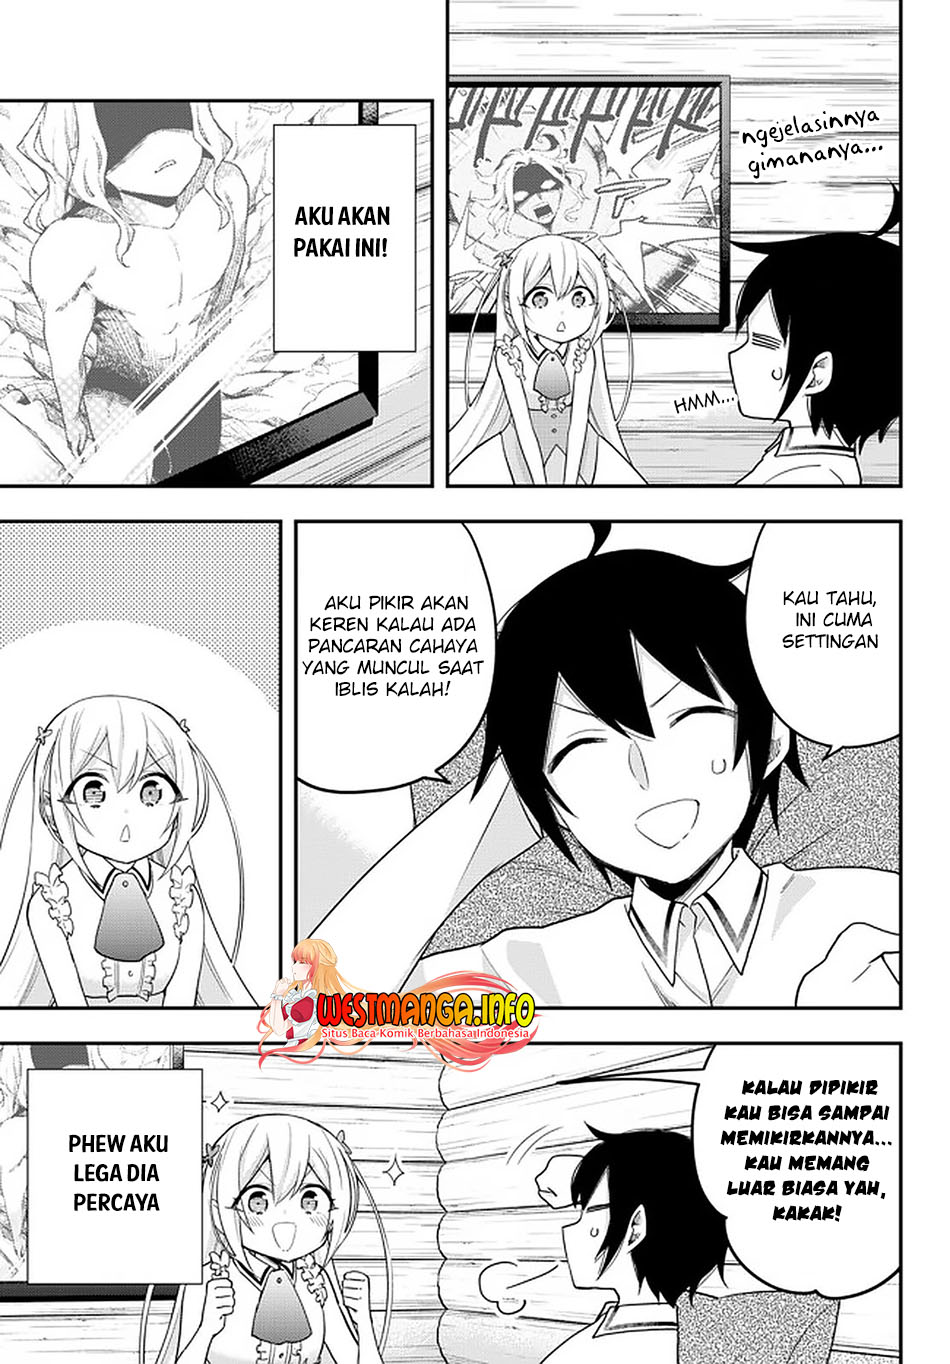 ngejelasinnya
gimananya...
HMM...
AKU AKAN
PAKAI INI!
KAU TAHU,
INI CUMA
SETTINGAN
AKU PIKIR AKAN
KEREN KALAU ADA
PANCARAN CAHAYA
YANG MUNCUL SAAT
IBLIS KALAH!
WESTMANGA.INFO
Situs Baca Komik Berbahasa Indonesia
KALAU DIPIKIR
KAU BISA SAMPAI
MEMIKIRKANNYA...
KAU MEMANG
LUAR BIASA YAH,
KAKAK!
PHEW AKU
LEGA DIA
PERCAYA